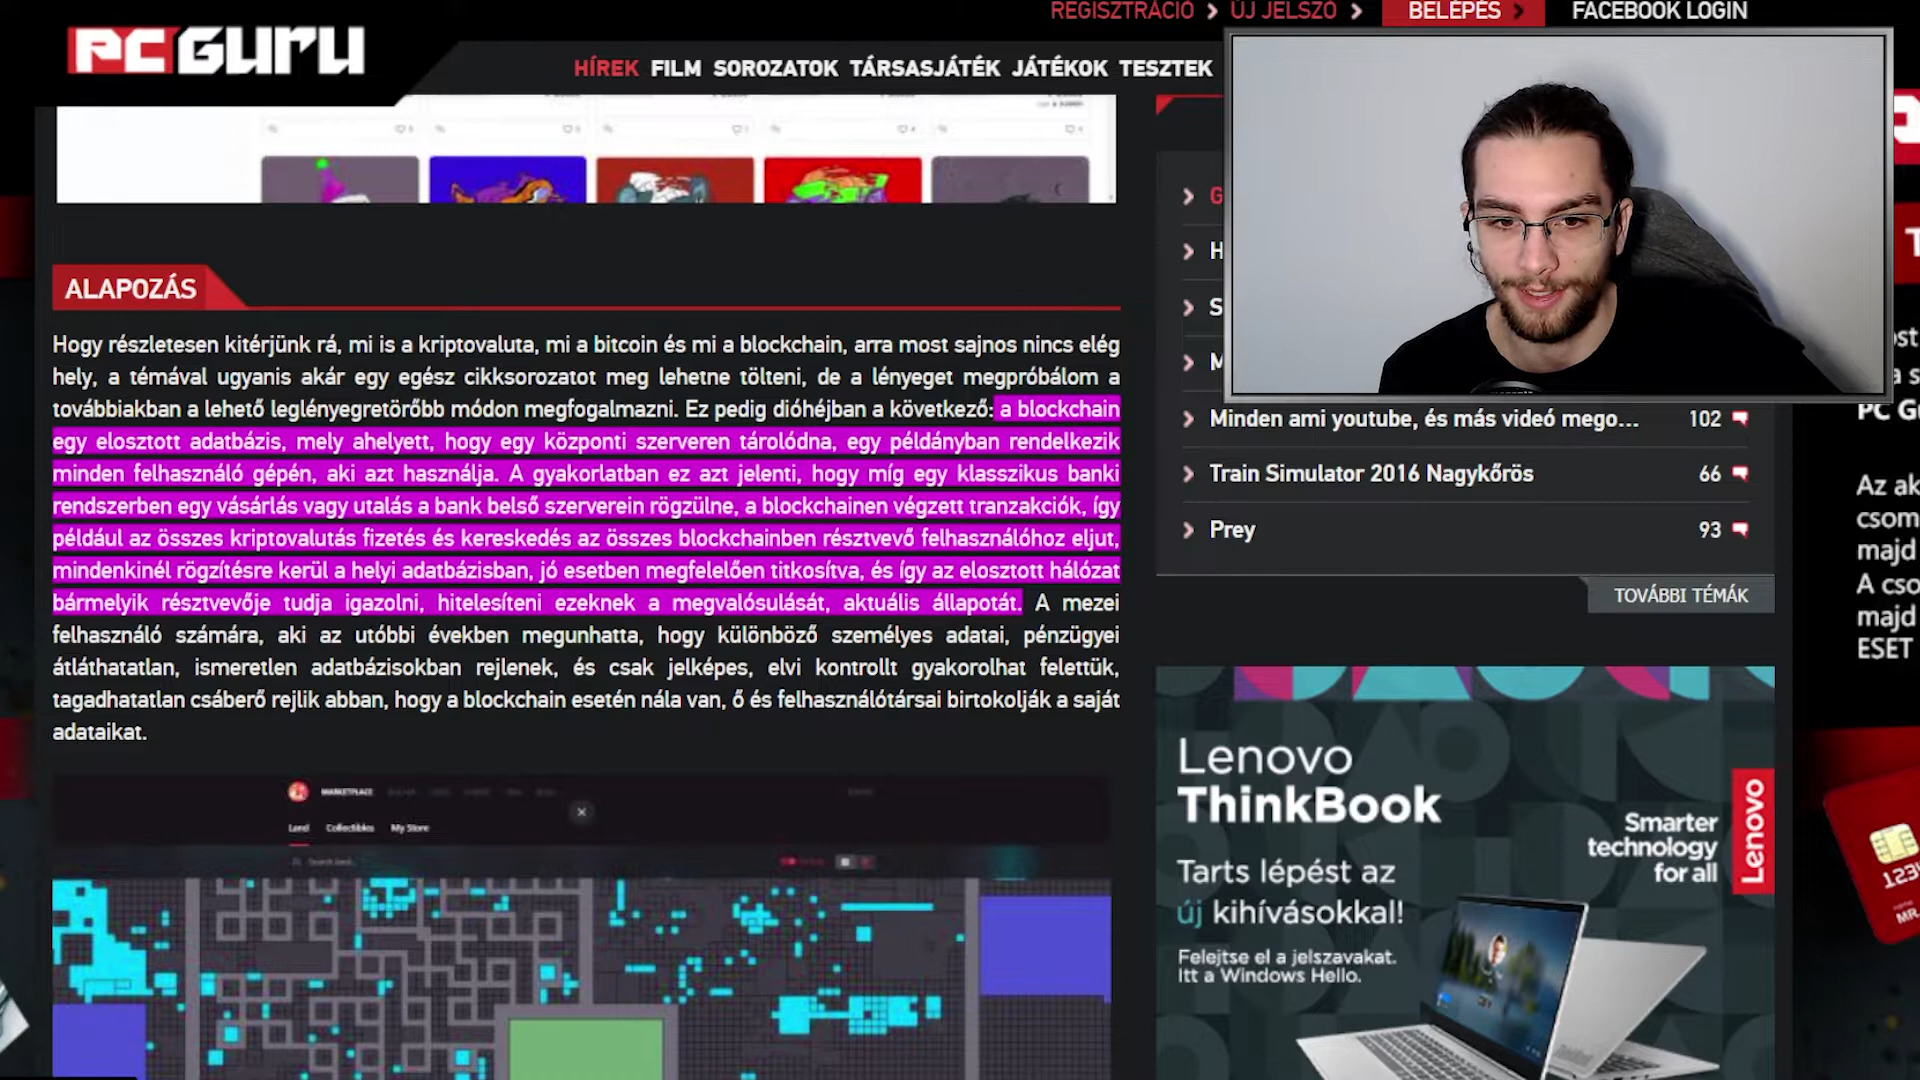 REGISZTRÁCIÓ
ÚJ JELSZÓ
BELÉPÉS
FACEBOOK LOGIN
PC GURU
HÍREK FILM SOROZATOK TÁRSASJÁTÉK JÁTÉKOK TESZTEK
ALAPOZÁS
Hogy részletesen kitérjünk rá, mi is a kriptovaluta, mi a bitcoin és mi a blockchain, arra most sajnos nincs elég
hely, a témával ugyanis akár egy egész cikksorozatot meg lehetne tölteni, de a lényeget megpróbálom a
továbbiakban a lehető leglényegretörőbb módon megfogalmazni. Ez pedig dióhéjban a következő: a blockchain
egy elosztott adatbázis, mely ahelyett, hogy egy központi szerveren tárolódna, egy példányban rendelkezik
minden felhasználó gépén, aki azt használja. A gyakorlatban ez azt jelenti, hogy míg egy klasszikus banki
rendszerben egy vásárlás vagy utalás a bank belső szerverein rögzülne, a blockchainen végzett tranzakciók, így
például az összes kriptovalutás fizetés és kereskedés az összes blockchainben résztvevő felhasználóhoz eljut,
mindenkinél rögzítésre kerül a helyi adatbázisban, jó esetben megfelelően titkosítva, és így az elosztott hálózat
bármelyik résztvevője tudja igazolni, hitelesíteni ezeknek a megvalósulását, aktuális állapotát. A mezei
felhasználó számára, aki az utóbbi években megunhatta, hogy különböző személyes adatai, pénzügyei
átláthatatlan, ismeretlen adatbázisokban rejlenek, és csak jelképes, elvi kontrollt gyakorolhat felettük,
tagadhatatlan csáberő rejlik abban, hogy a blockchain esetén nála van, ő és felhasználótársai birtokolják a saját
adataikat.
MARKETPLACE
Land Collectibles My Store
G
H
S
M
Minden ami youtube, és más videó mego... 102
Train Simulator 2016 Nagykőrös 66
Prey 93
TOVÁBBI TÉMÁK
Lenovo
ThinkBook
Smarter
technology
for all
Lenovo
Tarts lépést az
új kihívásokkal!
Felejtse el a jelszavakat.
Itt a Windows Hello.
ost
a s
PC G
Az ak
csom
majd
A cso
majd
ESET
1234
MR.